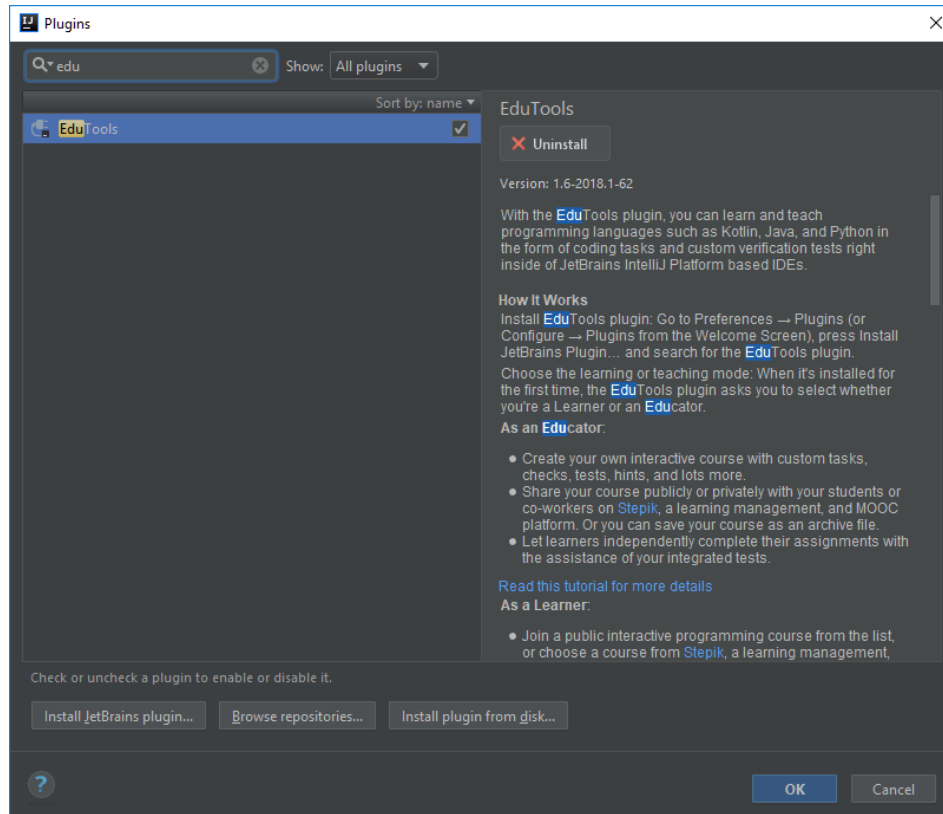 Plugins
edu
Show: All plugins
Sort by: name
EduTools
EduTools
Uninstall
Version: 1.6-2018.1-62
With the EduTools plugin, you can learn and teach
programming languages such as Kotlin, Java, and Python in
the form of coding tasks and custom verification tests right
inside of JetBrains IntelliJ Platform based IDEs.
How It Works
Install EduTools plugin: Go to Preferences → Plugins (or
Configure → Plugins from the Welcome Screen), press Install
JetBrains Plugin... and search for the EduTools plugin.
Choose the learning or teaching mode: When it's installed for
the first time, the EduTools plugin asks you to select whether
you're a Learner or an Educator.
As an Educator:
● Create your own interactive course with custom tasks,
checks, tests, hints, and lots more.
● Share your course publicly or privately with your students or
co-workers on Stepik, a learning management, and MOOC
platform. Or you can save your course as an archive file.
● Let learners independently complete their assignments with
the assistance of your integrated tests.
Read this tutorial for more details
As a Learner:
● Join a public interactive programming course from the list,
or choose a course from Stepik, a learning management,
Check or uncheck a plugin to enable or disable it.
Install JetBrains plugin...
Browse repositories...
Install plugin from disk...
?
OK
Cancel